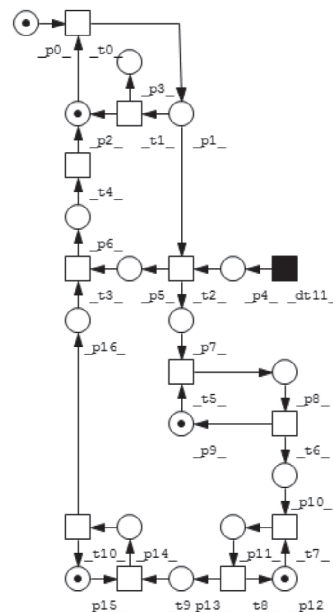 _p0_ _t0_
_p3_
_p2_ _t1_ _p1_
_t4_
_p6_
_t3_ _p5_ _t2_ _p4_ _dt11_
_p16_ _p7_
_t5_ _p8_
_p9_ _t6_
_p10_
_t10_ _p14_ _p11_ _t7_
p15 t9 p13 t8 p12